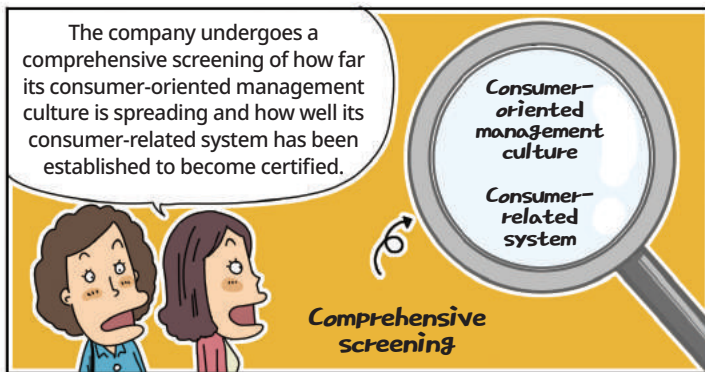 The company undergoes a
comprehensive screening of how far
its consumer-oriented management
culture is spreading and how well its
consumer-related system has been
established to become certified.
Consumer-
oriented
management
culture
Consumer-
related
system
Comprehensive
screening